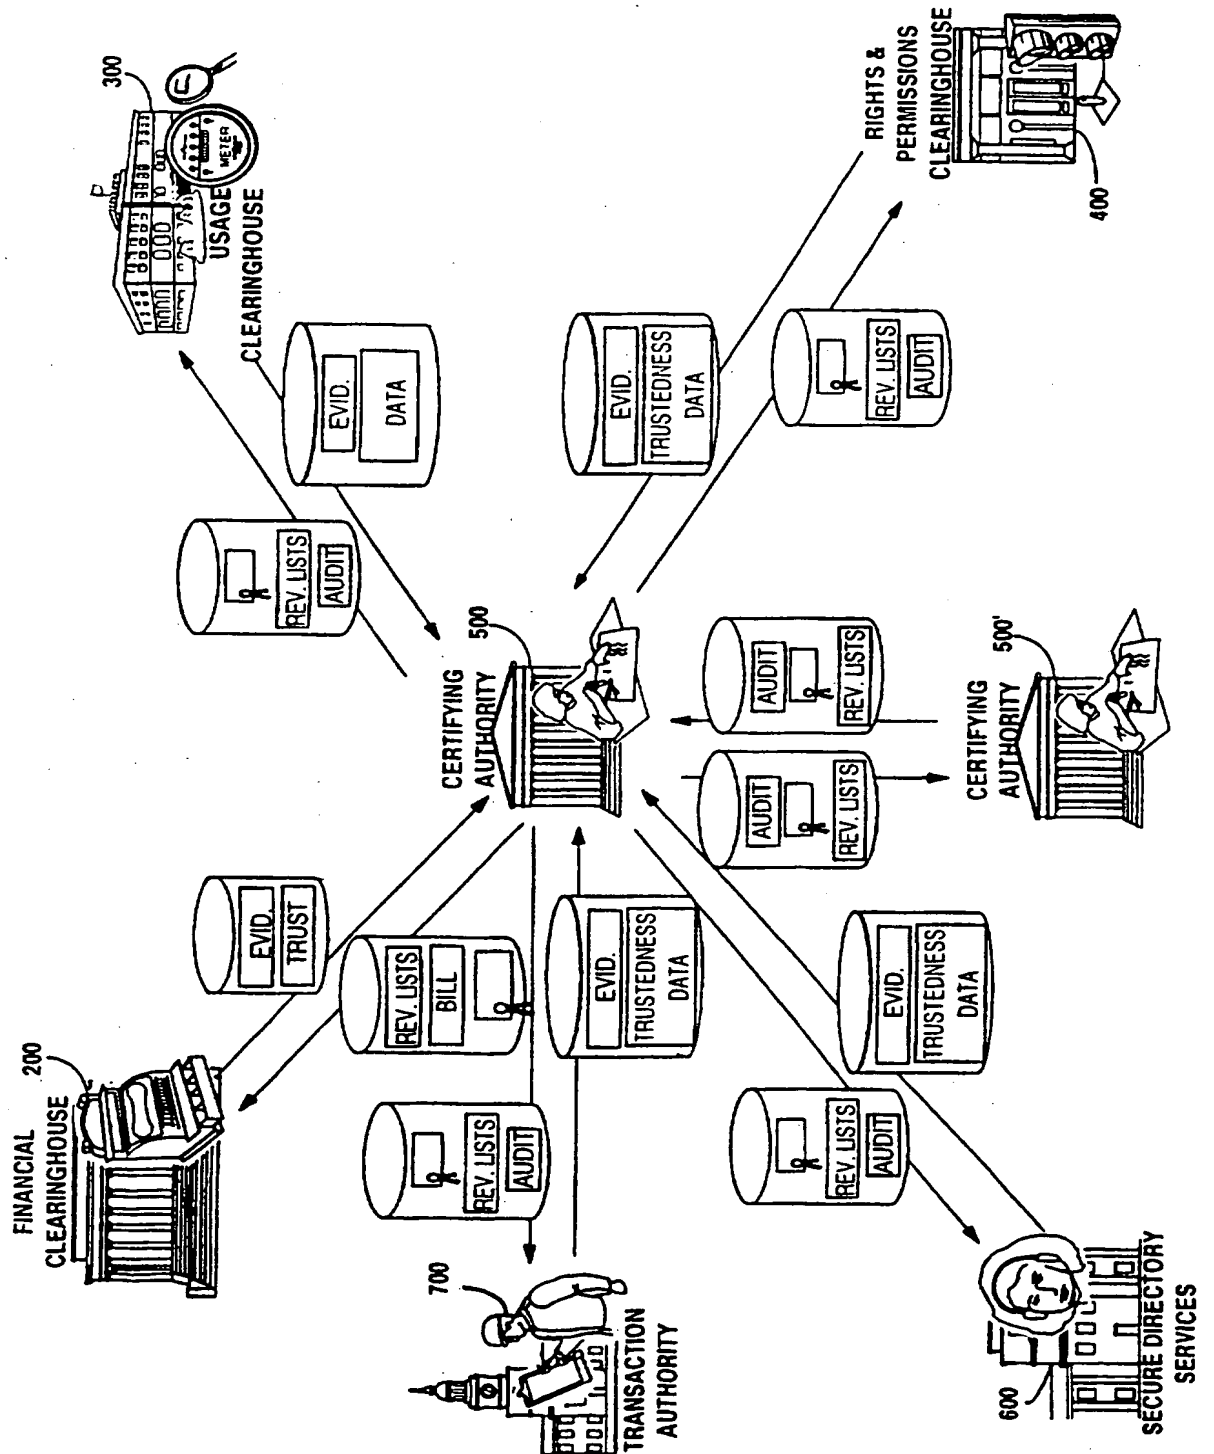 FINANCIAL
CLEARINGHOUSE
200
300
METER
USAGE
CLEARINGHOUSE
EVID.
TRUST
REV. LISTS
AUDIT
EVID.
DATA
700
TRANSACTION
AUTHORITY
REV. LISTS
AUDIT
REV. LISTS
BILL
CERTIFYING
AUTHORITY
500
EVID.
TRUSTEDNESS
DATA
EVID.
TRUSTEDNESS
DATA
AUDIT
REV. LISTS
AUDIT
REV. LISTS
REV. LISTS
AUDIT
REV. LISTS
AUDIT
EVID.
TRUSTEDNESS
DATA
RIGHTS &
PERMISSIONS
CLEARINGHOUSE
400
600
SECURE DIRECTORY
SERVICES
CERTIFYING
AUTHORITY
500'